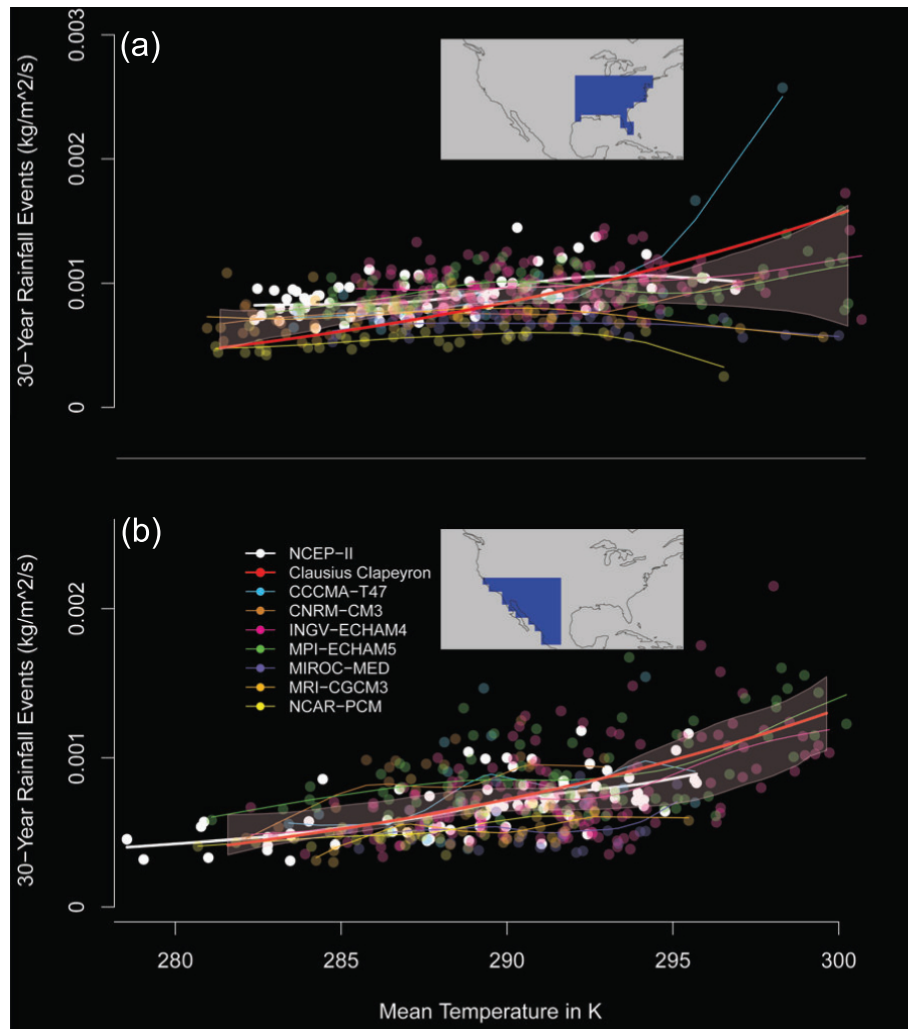 (a)
30-Year Rainfall Events (kg/m^2/s)
0.003
0.002
0.001
0
(b)
30-Year Rainfall Events (kg/m^2/s)
0.002
0.001
0
NCEP-II
Clausius Clapeyron
CCCMA-T47
CNRM-CM3
INGV-ECHAM4
MPI-ECHAM5
MIROC-MED
MRI-CGCM3
NCAR-PCM
280 285 290 295 300
Mean Temperature in K